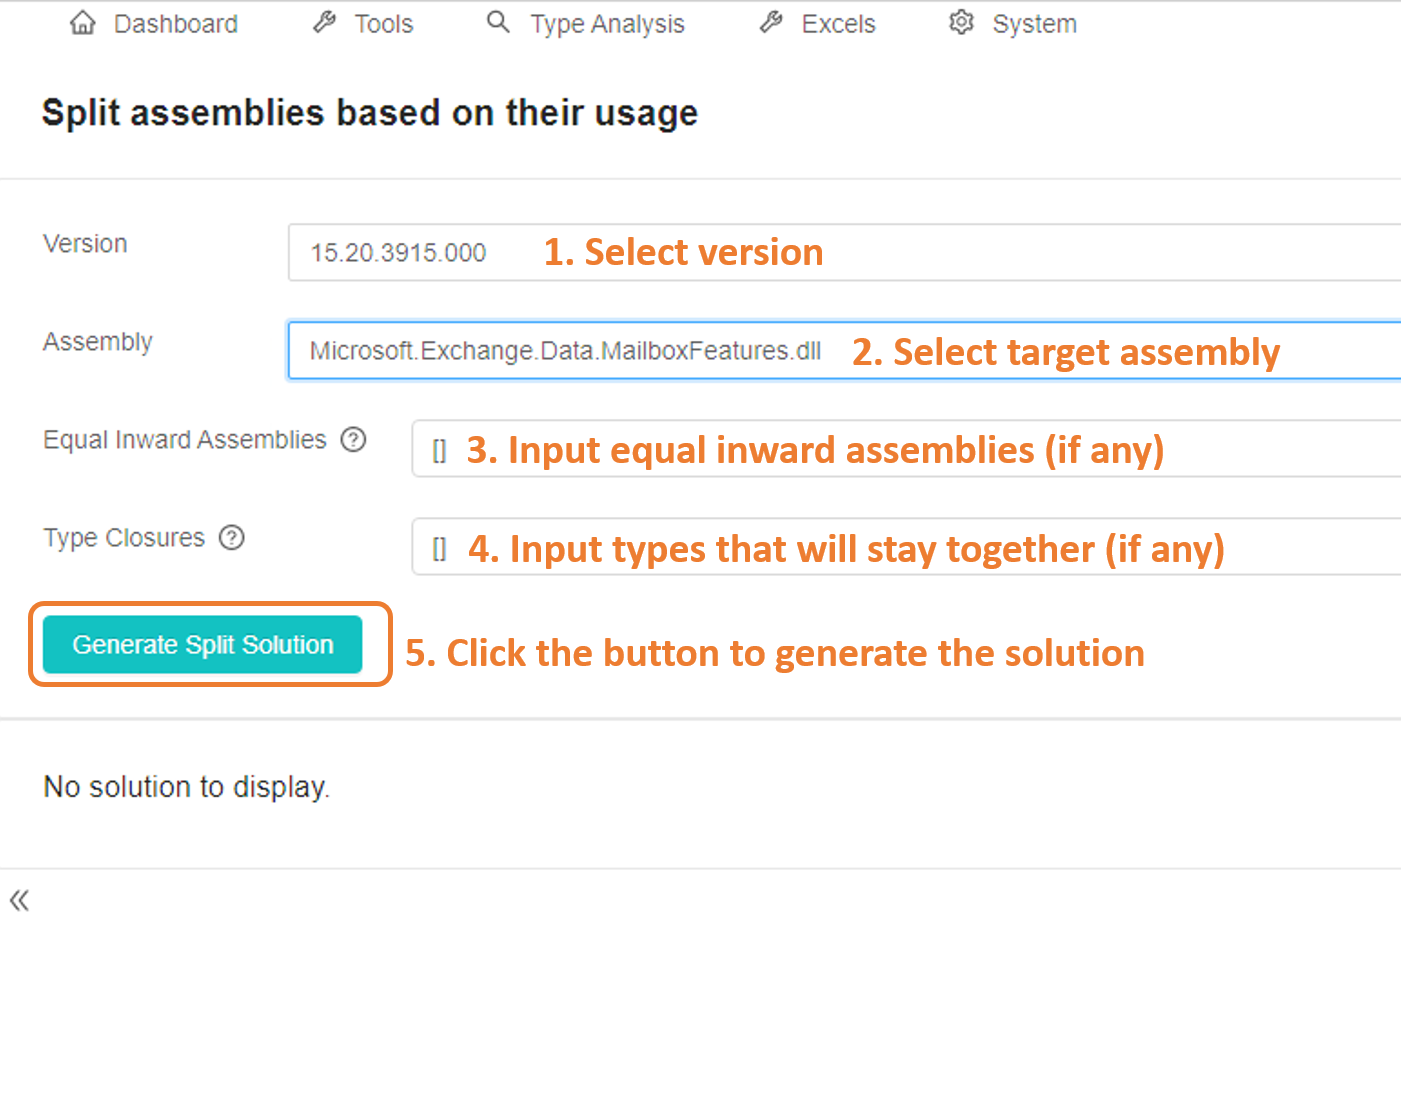 Dashboard Tools Type Analysis Excels System
Split assemblies based on their usage
Version 15.20.3915.000 1. Select version
Assembly Microsoft.Exchange.Data.MailboxFeatures.dll 2. Select target assembly
Equal Inward Assemblies ? [] 3. Input equal inward assemblies (if any)
Type Closures ? [] 4. Input types that will stay together (if any)
Generate Split Solution 5. Click the button to generate the solution
No solution to display.